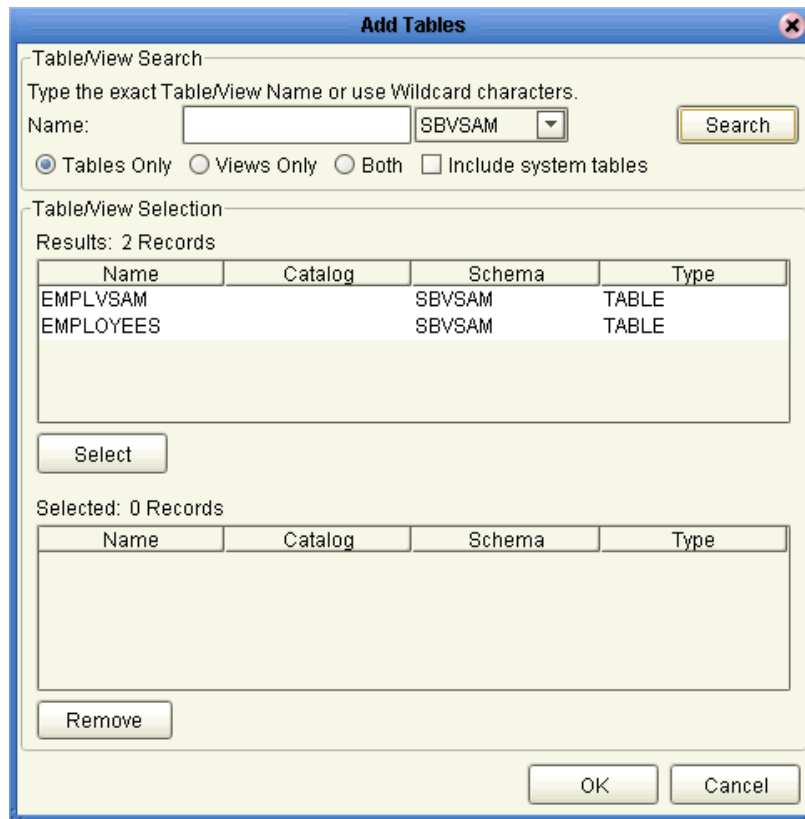 Add Tables
Table/View Search
Type the exact Table/View Name or use Wildcard characters.
Name: SBVSAM Search
Tables Only Views Only Both Include system tables
Table/View Selection
Results: 2 Records
Name Catalog Schema Type
EMPLVSAM SBVSAM TABLE
EMPLOYEES SBVSAM TABLE
Select
Selected: 0 Records
Name Catalog Schema Type
Remove
OK Cancel